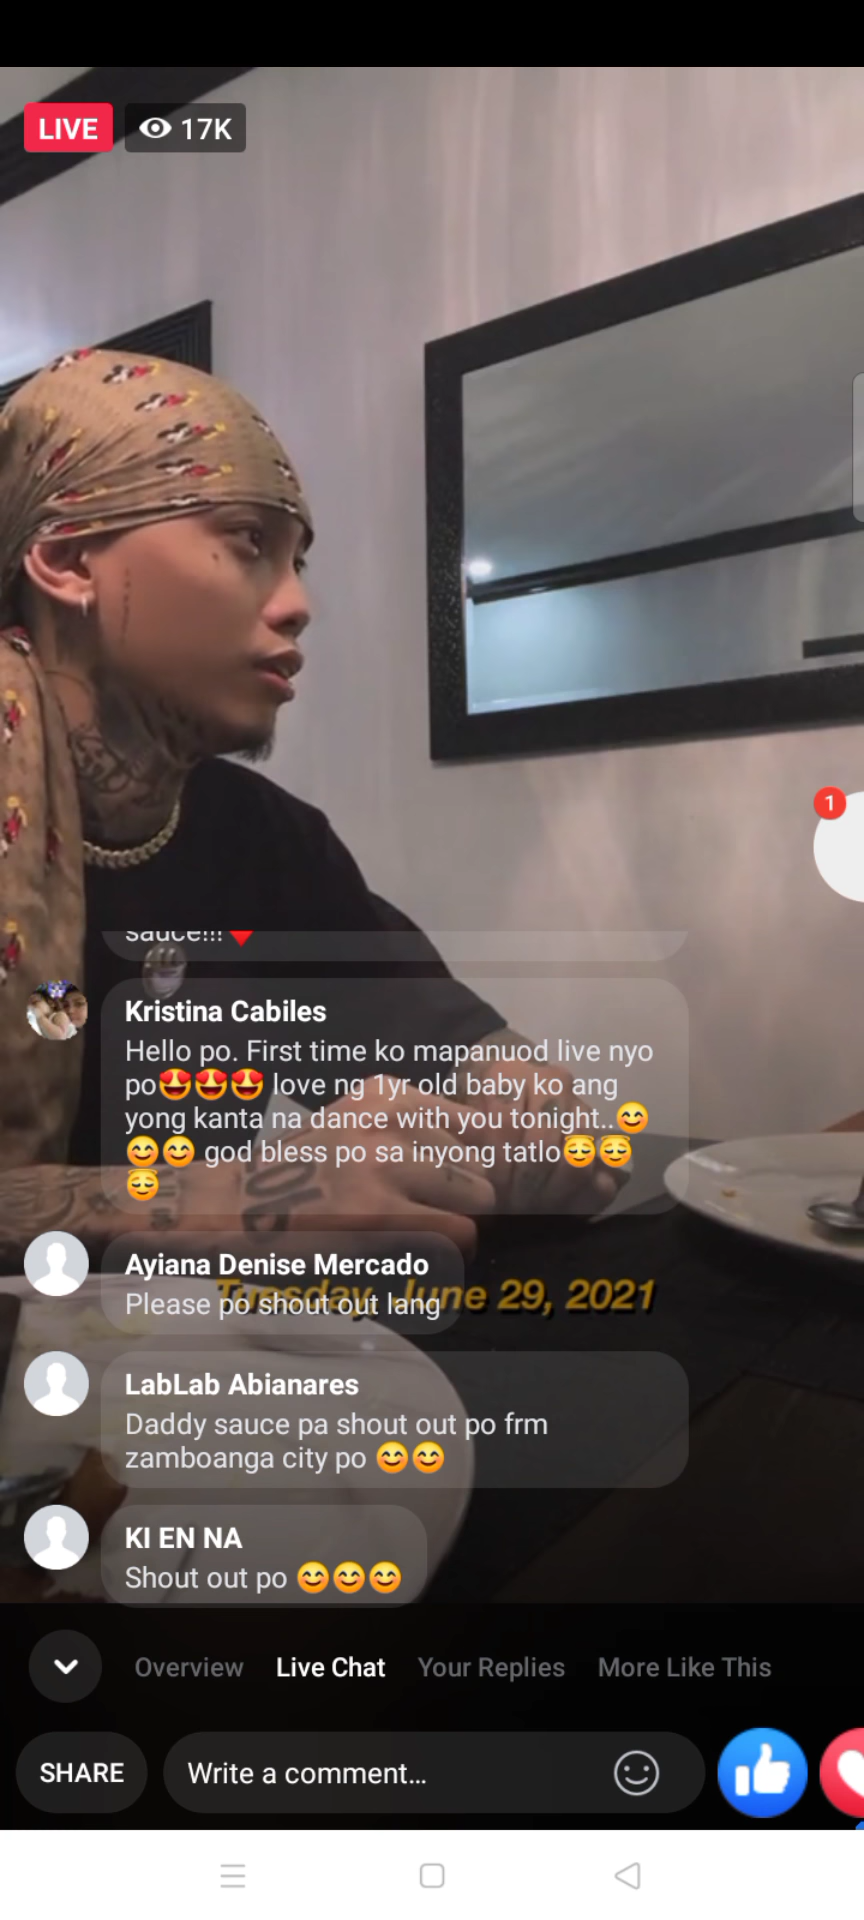 LIVE 17K
sauce!!! ❤
Kristina Cabiles
Hello po. First time ko mapanuod live nyo
po😍😍😍 love ng 1yr old baby ko ang
yong kanta na dance with you tonight..😊
😊😊 god bless po sa inyong tatlo😇😇
😇
Ayiana Denise Mercado
Please po shout out lang
Tuesday, June 29, 2021
LabLab Abianares
Daddy sauce pa shout out po frm
zamboanga city po 😊😊
KI EN NA
Shout out po 😊😊😊
Overview Live Chat Your Replies More Like This
SHARE Write a comment...
1